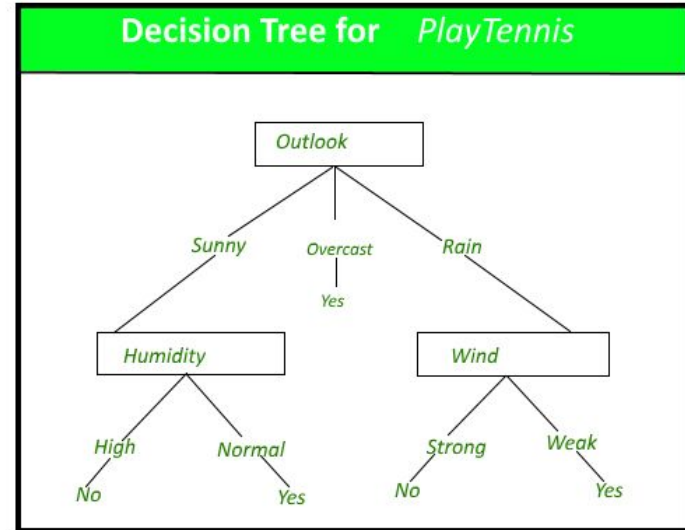 Decision Tree for PlayTennis
Outlook
Sunny
Overcast
Rain
Yes
Humidity
Wind
High
Normal
Strong
Weak
No
Yes
No
Yes